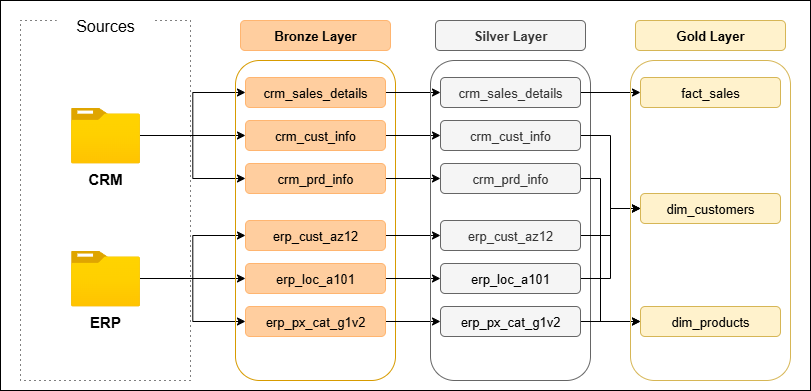 Sources
Bronze Layer
Silver Layer
Gold Layer
crm_sales_details
crm_sales_details
fact_sales
crm_cust_info
crm_cust_info
CRM
crm_prd_info
crm_prd_info
dim_customers
erp_cust_az12
erp_cust_az12
erp_loc_a101
erp_loc_a101
ERP
erp_px_cat_g1v2
erp_px_cat_g1v2
dim_products